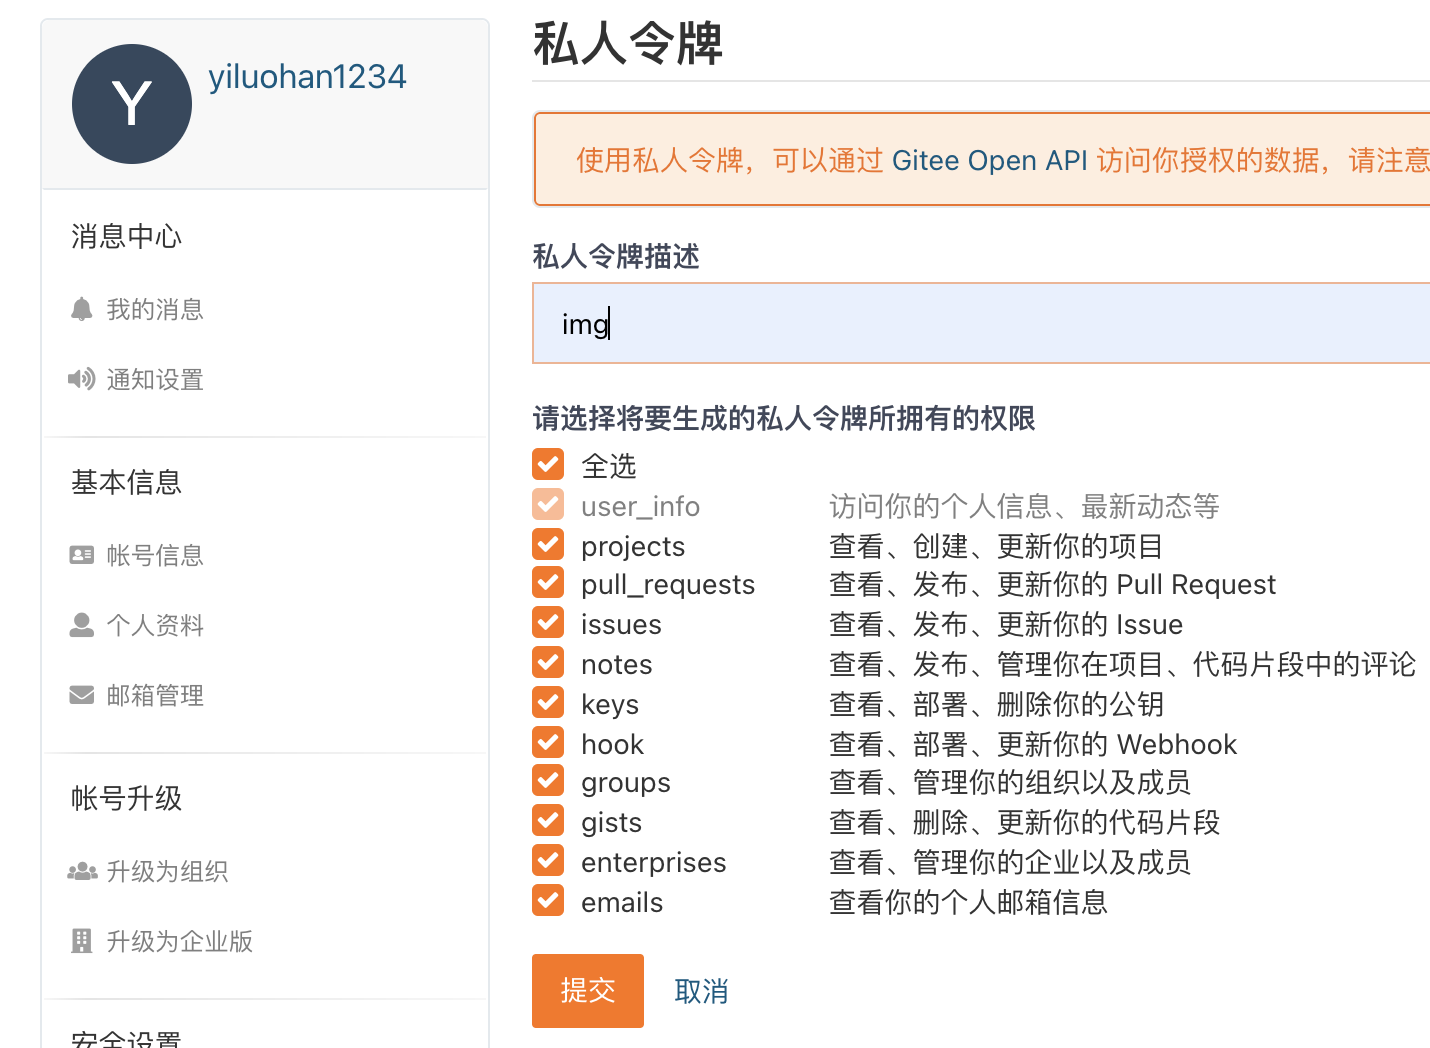 Y
yiluohan1234
消息中心
我的消息
通知设置
基本信息
帐号信息
个人资料
邮箱管理
帐号升级
升级为组织
升级为企业版
安全设置
私人令牌
使用私人令牌，可以通过 Gitee Open API 访问你授权的数据，请注意
私人令牌描述
img
请选择将要生成的私人令牌所拥有的权限
全选
user_info 访问你的个人信息、最新动态等
projects 查看、创建、更新你的项目
pull_requests 查看、发布、更新你的 Pull Request
issues 查看、发布、更新你的 Issue
notes 查看、发布、管理你在项目、代码片段中的评论
keys 查看、部署、删除你的公钥
hook 查看、部署、更新你的 Webhook
groups 查看、管理你的组织以及成员
gists 查看、删除、更新你的代码片段
enterprises 查看、管理你的企业以及成员
emails 查看你的个人邮箱信息
提交 取消